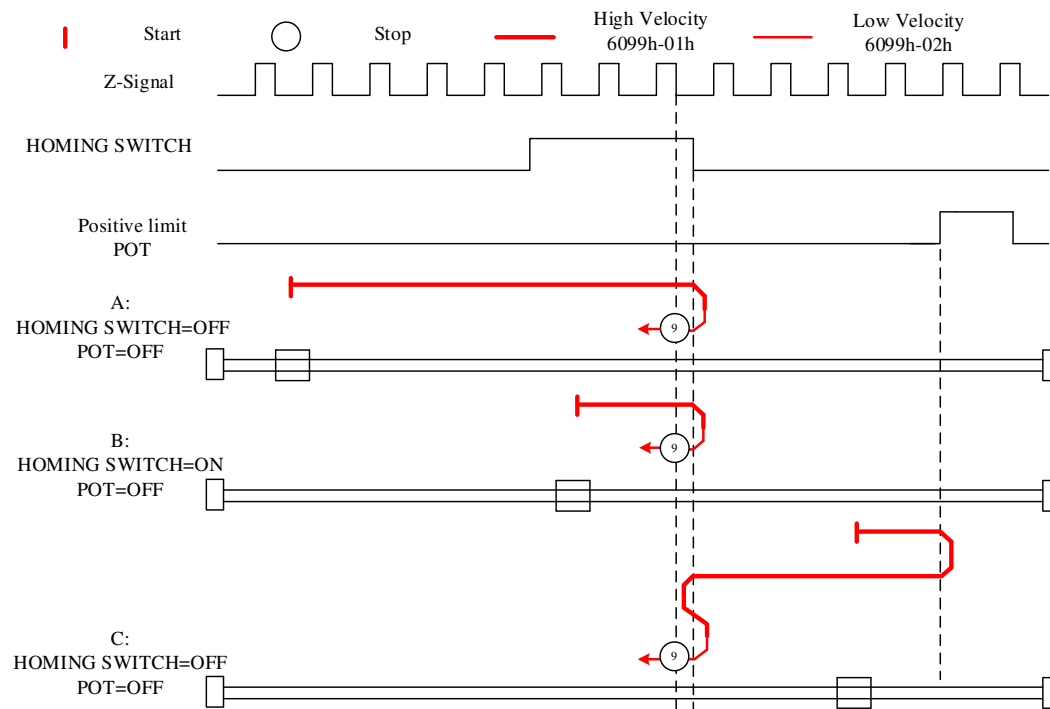 Start
Stop
High Velocity
6099h-01h
Low Velocity
6099h-02h
Z-Signal
HOMING SWITCH
Positive limit
POT
A:
HOMING SWITCH=OFF
POT=OFF
9
B:
HOMING SWITCH=ON
POT=OFF
9
C:
HOMING SWITCH=OFF
POT=OFF
9